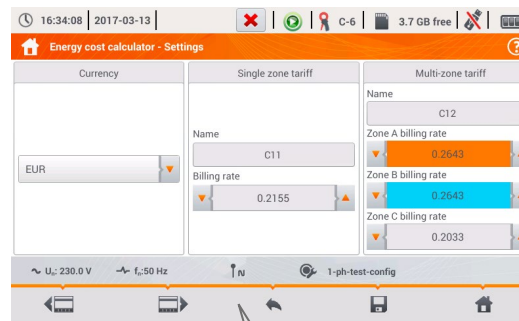 16:34:08 2017-03-13 C-6 3.7 GB free
Energy cost calculator - Settings ?
Currency
EUR
Single zone tariff
Name
C11
Billing rate
0.2155
Multi-zone tariff
Name
C12
Zone A billing rate
0.2643
Zone B billing rate
0.2643
Zone C billing rate
0.2033
Uₙ: 230.0 V fₙ:50 Hz N 1-ph-test-config